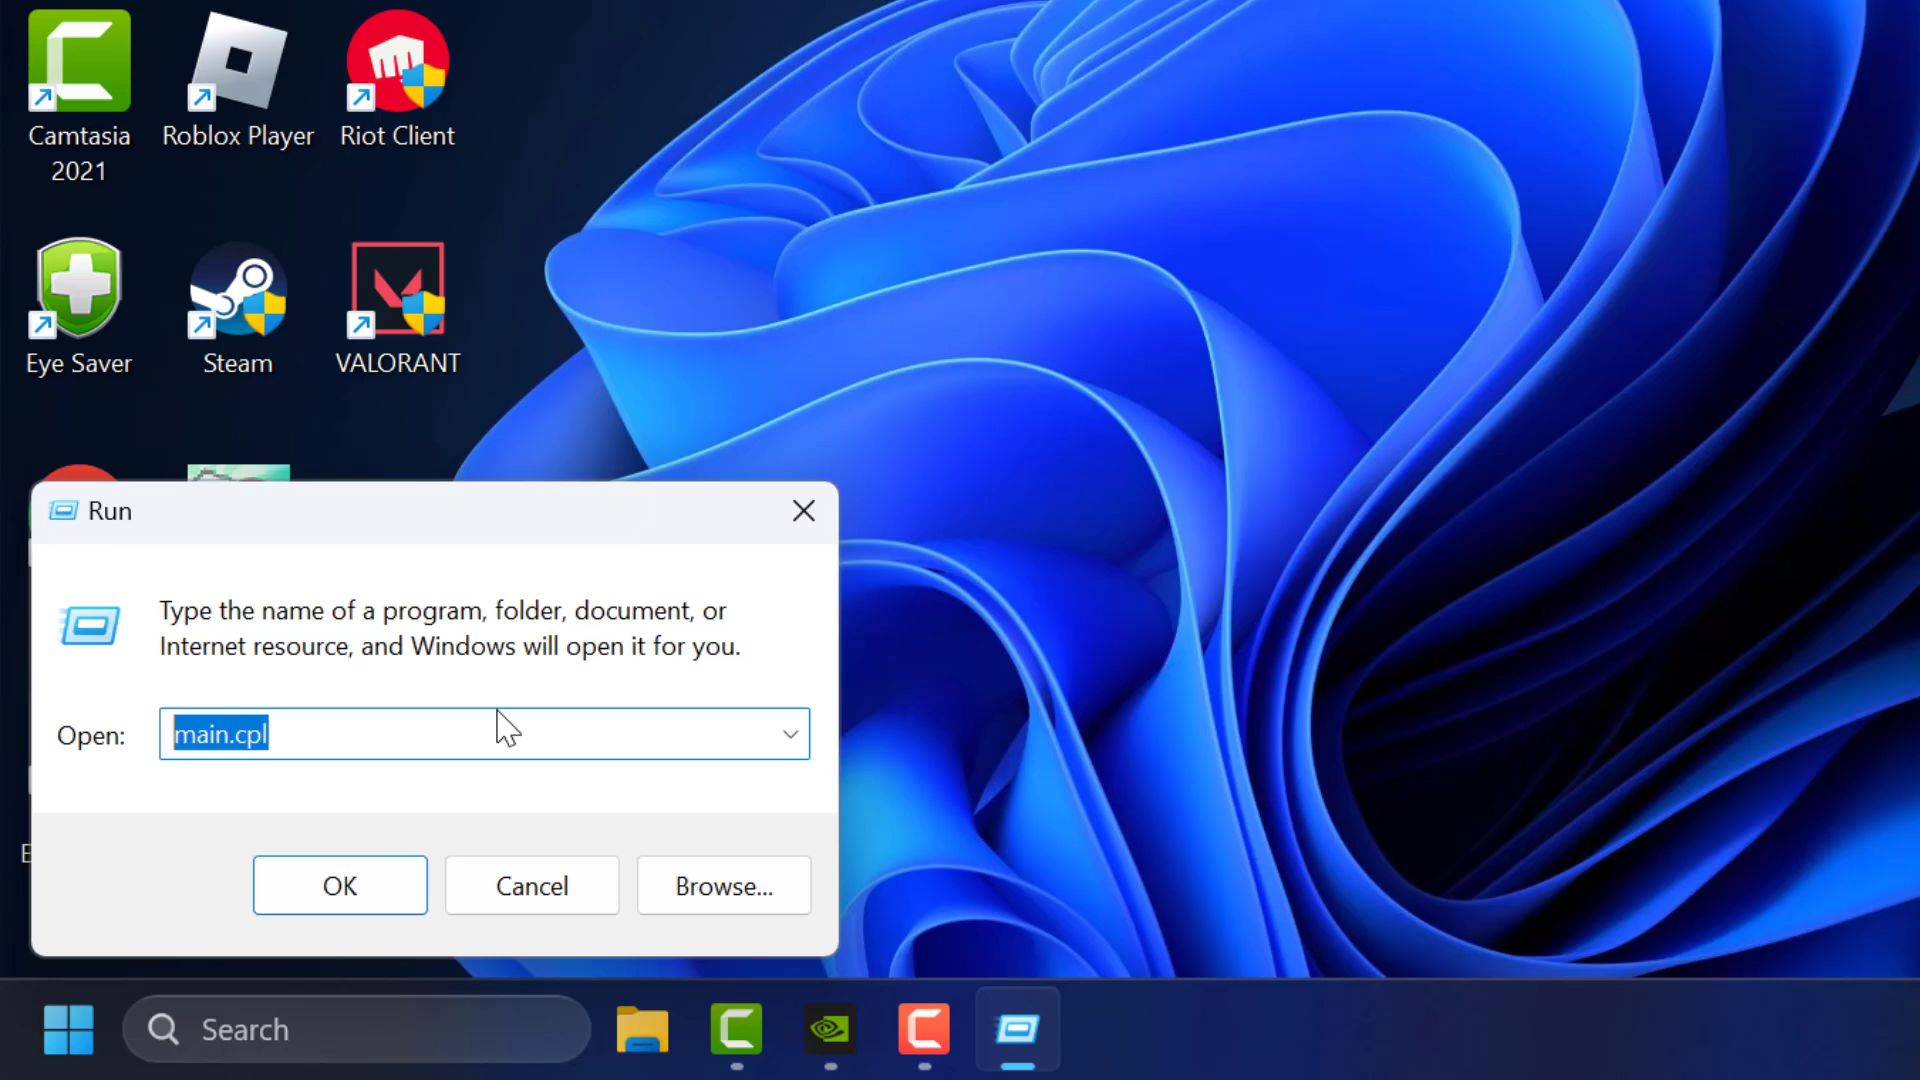 Camtasia
2021
Roblox Player
Riot Client
Eye Saver
Steam
VALORANT
E
Run
Type the name of a program, folder, document, or
Internet resource, and Windows will open it for you.
Open:
main.cpl
OK
Cancel
Browse...
Search